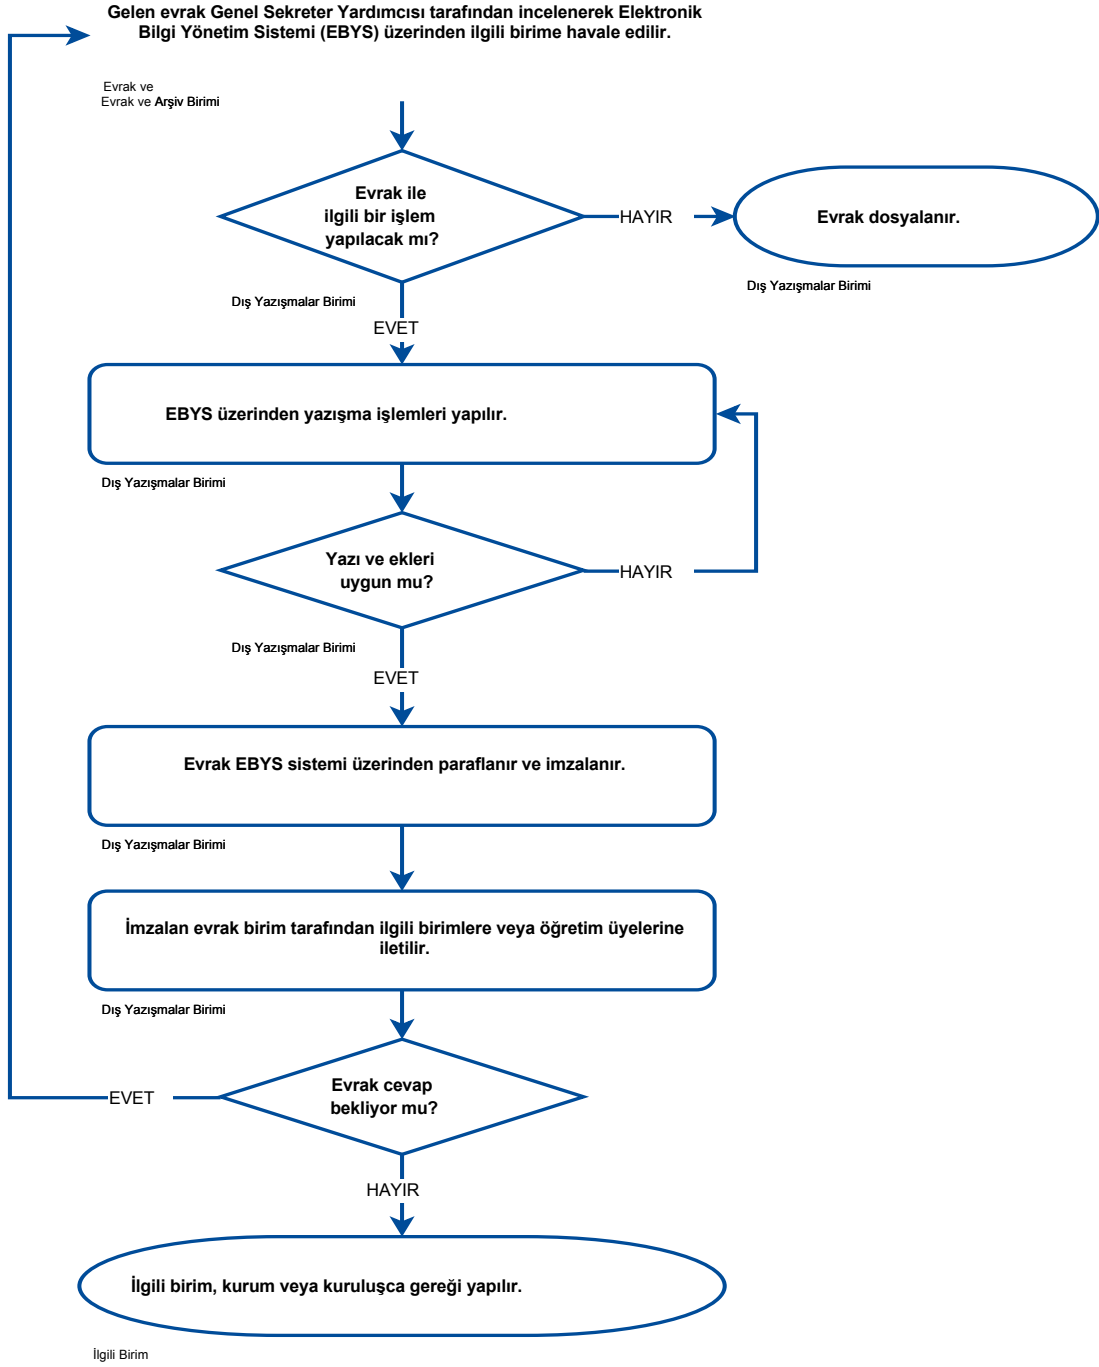 Gelen evrak Genel Sekreter Yardımcısı tarafından incelenerek Elektronik
Bilgi Yönetim Sistemi (EBYS) üzerinden ilgili birime havale edilir.
Evrak ve
Evrak ve Arşiv Birimi
Evrak ile
ilgili bir işlem
yapılacak mı?
HAYIR
Evrak dosyalanır.
Dış Yazışmalar Birimi
Dış Yazışmalar Birimi
EVET
EBYS üzerinden yazışma işlemleri yapılır.
Dış Yazışmalar Birimi
Yazı ve ekleri
uygun mu?
HAYIR
Dış Yazışmalar Birimi
EVET
Evrak EBYS sistemi üzerinden paraflanır ve imzalanır.
Dış Yazışmalar Birimi
İmzalan evrak birim tarafından ilgili birimlere veya öğretim üyelerine
iletilir.
Dış Yazışmalar Birimi
Evrak cevap
bekliyor mu?
EVET
HAYIR
İlgili birim, kurum veya kuruluşca gereği yapılır.
İlgili Birim